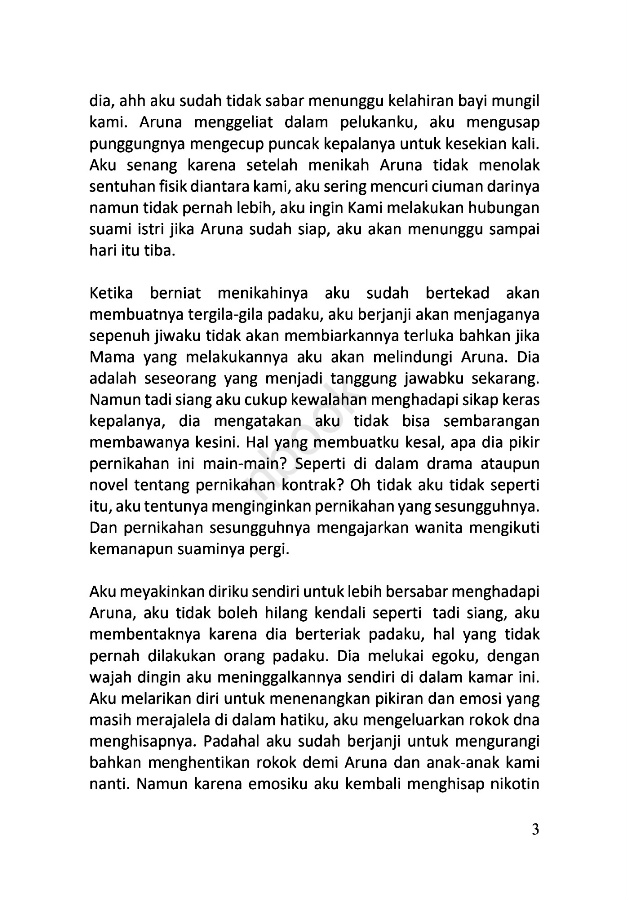 dia, ahh aku sudah tidak sabar menunggu kelahiran bayi mungil
kami. Aruna menggeliat dalam pelukanku, aku mengusap
punggungnya mengecup puncak kepalanya untuk kesekian kali.
Aku senang karena setelah menikah Aruna tidak menolak
sentuhan fisik diantara kami, aku sering mencuri ciuman darinya
namun tidak pernah lebih, aku ingin Kami melakukan hubungan
suami istri jika Aruna sudah siap, aku akan menunggu sampai
hari itu tiba.
Ketika berniat menikahinya aku sudah bertekad akan
membuatnya tergila-gila padaku, aku berjanji akan menjaganya
sepenuh jiwaku tidak akan membiarkannya terluka bahkan jika
Mama yang melakukannya aku akan melindungi Aruna. Dia
adalah seseorang yang menjadi tanggung jawabku sekarang.
Namun tadi siang aku cukup kewalahan menghadapi sikap keras
kepalanya, dia mengatakan aku tidak bisa sembarangan
membawanya kesini. Hal yang membuatku kesal, apa dia pikir
pernikahan ini main-main? Seperti di dalam drama ataupun
novel tentang pernikahan kontrak? Oh tidak aku tidak seperti
itu, aku tentunya menginginkan pernikahan yang sesungguhnya.
Dan pernikahan sesungguhnya mengajarkan wanita mengikuti
kemanapun suaminya pergi.
Aku meyakinkan diriku sendiri untuk lebih bersabar menghadapi
Aruna, aku tidak boleh hilang kendali seperti tadi siang, aku
membentaknya karena dia berteriak padaku, hal yang tidak
pernah dilakukan orang padaku. Dia melukai egoku, dengan
wajah dingin aku meninggalkannya sendiri di dalam kamar ini.
Aku melarikan diri untuk menenangkan pikiran dan emosi yang
masih merajalela di dalam hatiku, aku mengeluarkan rokok dna
menghisapnya. Padahal aku sudah berjanji untuk mengurangi
bahkan menghentikan rokok demi Aruna dan anak-anak kami
nanti. Namun karena emosiku aku kembali menghisap nikotin
3